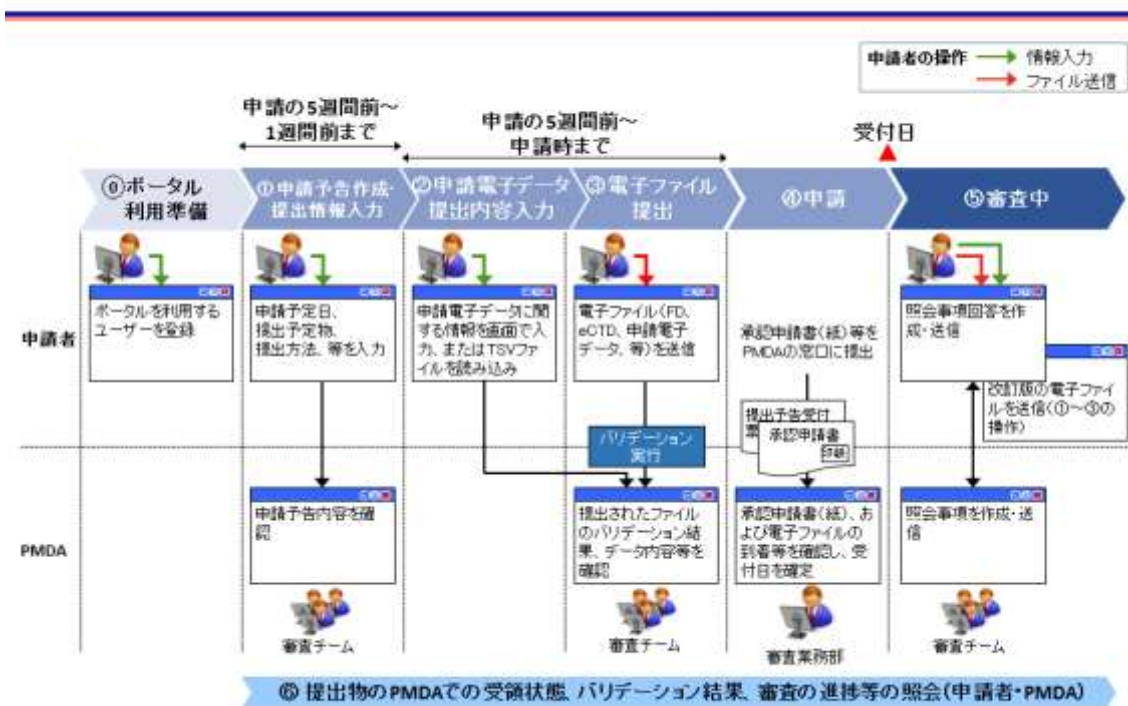 申請者の操作 情報入力
ファイル送信
申請の5週間前～
1週間前まで
申請の5週間前～
申請時まで
受付日
⓪ポータル
利用準備
①申請予告作成・
提出情報入力
②申請電子データ
提出内容入力
③電子ファイル
提出
④申請
⑤審査中
申請者
ポータルを利用する
ユーザーを登録
申請予定日、
提出予定物、
提出方法、等を入力
申請電子データに関
する情報を画面で入
力、またはTSVファ
イルを読み込み
電子ファイル(FD、
eCTD、申請電子
データ、等)を送信
承認申請書(紙)等を
PMDAの窓口に提出
照会事項回答を作
成・送信
改訂版の電子ファイ
ルを送信(①～③の
操作)
提出予告受付
票
承認申請書
バリデーション
実行
PMDA
申請予告内容を確
認
提出されたファイル
のバリデーション結
果、データ内容等を
確認
承認申請書(紙)、お
よび電子ファイルの
到着等を確認し、受
付日を確定
照会事項を作成・送
信
審査チーム
審査チーム
審査業務部
審査チーム
⑥ 提出物のPMDAでの受領状態、バリデーション結果、審査の進捗等の照会(申請者・PMDA)